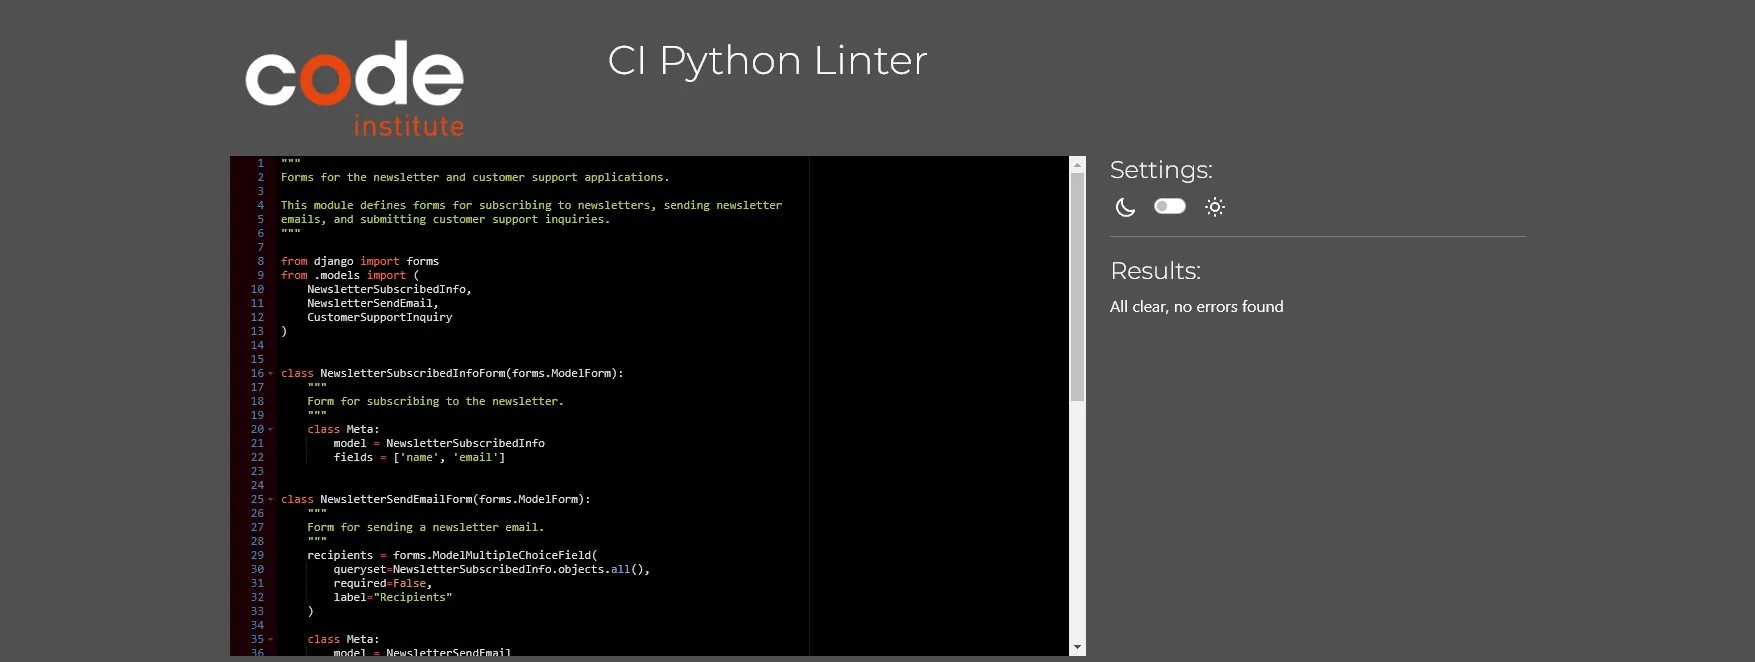 code
institute
CI Python Linter
1 """
2 Forms for the newsletter and customer support applications.
3
4 This module defines forms for subscribing to newsletters, sending newsletter
5 emails, and submitting customer support inquiries.
6 """
7
8 from django import forms
9 from .models import (
10     NewsletterSubscribedInfo,
11     NewsletterSendEmail,
12     CustomerSupportInquiry
13 )
14
15
16 class NewsletterSubscribedInfoForm(forms.ModelForm):
17     """
18     Form for subscribing to the newsletter.
19     """
20     class Meta:
21         model = NewsletterSubscribedInfo
22         fields = ['name', 'email']
23
24
25 class NewsletterSendEmailForm(forms.ModelForm):
26     """
27     Form for sending a newsletter email.
28     """
29     recipients = forms.ModelMultipleChoiceField(
30         queryset=NewsletterSubscribedInfo.objects.all(),
31         required=False,
32         label="Recipients"
33     )
34
35     class Meta:
36         model = NewsletterSendEmail
Settings:
Results:
All clear, no errors found